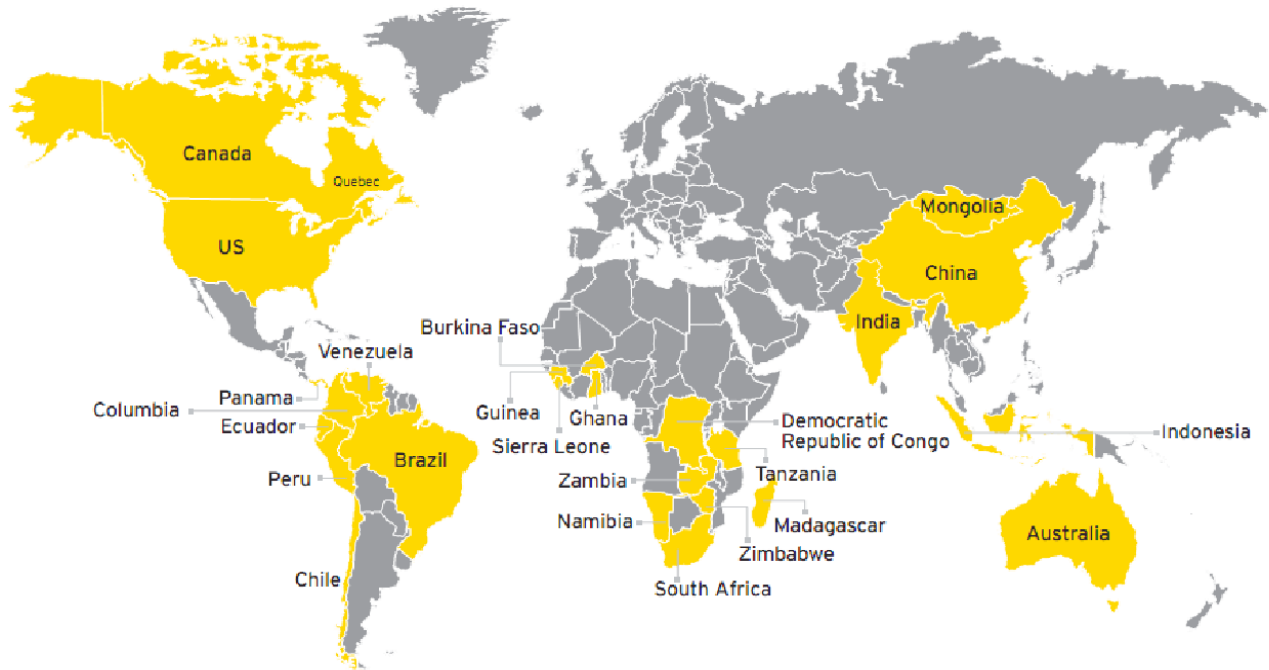 Canada
Quebec
US
Mongolia
China
India
Burkina Faso
Venezuela
Panama
Columbia
Ecuador
Guinea
Ghana
Sierra Leone
Democratic
Republic of Congo
Indonesia
Brazil
Peru
Zambia
Tanzania
Namibia
Madagascar
Australia
Zimbabwe
Chile
South Africa